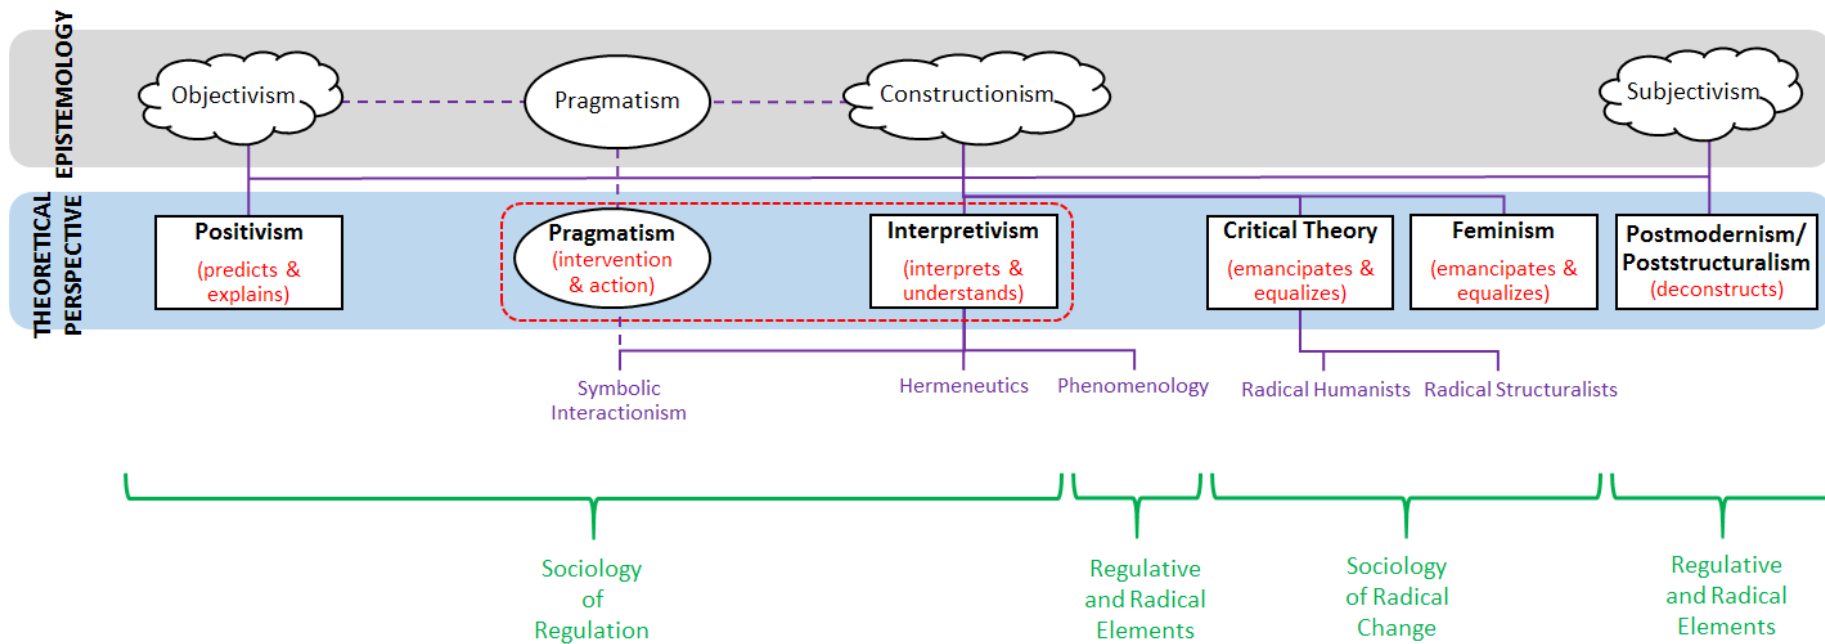 EPISTEMOLOGY
Objectivism
Pragmatism
Constructionism
Subjectivism
THEORETICAL
PERSPECTIVE
Positivism
(predicts &
explains)
Pragmatism
(intervention
& action)
Interpretivism
(interprets &
understands)
Critical Theory
(emancipates &
equalizes)
Feminism
(emancipates &
equalizes)
Postmodernism/
Poststructuralism
(deconstructs)
Symbolic
Interactionism
Hermeneutics
Phenomenology
Radical Humanists
Radical Structuralists
Sociology
of
Regulation
Regulative
and Radical
Elements
Sociology
of Radical
Change
Regulative
and Radical
Elements